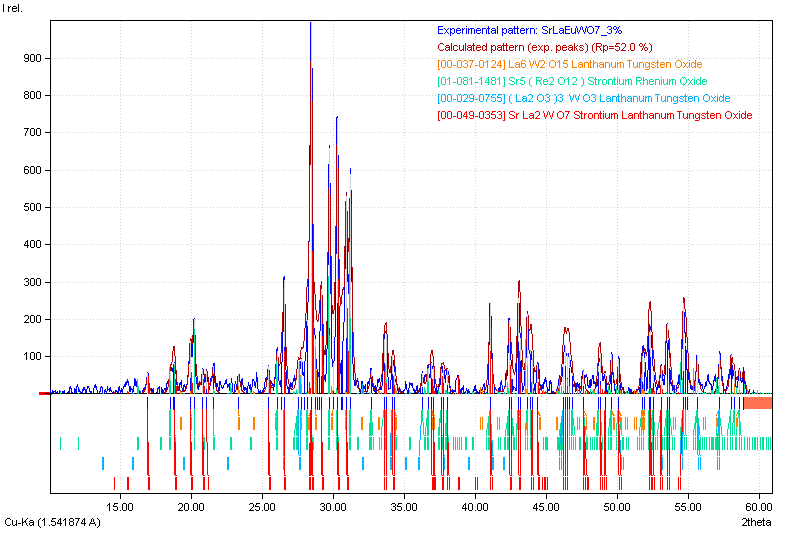 I rel.
Experimental pattern: SrLaEuWO7_3%
Calculated pattern (exp. peaks) (Rp=52.0 %)
[00-037-0124] La6 W2 O15 Lanthanum Tungsten Oxide
[01-081-1481] Sr5 ( Re2 O12 ) Strontium Rhenium Oxide
[00-029-0755] ( La2 O3 )3 W O3 Lanthanum Tungsten Oxide
[00-049-0353] Sr La2 W O7 Strontium Lanthanum Tungsten Oxide
900
800
700
600
500
400
300
200
100
15.00 20.00 25.00 30.00 35.00 40.00 45.00 50.00 55.00 60.00
Cu-Ka (1.541874 A) 2theta